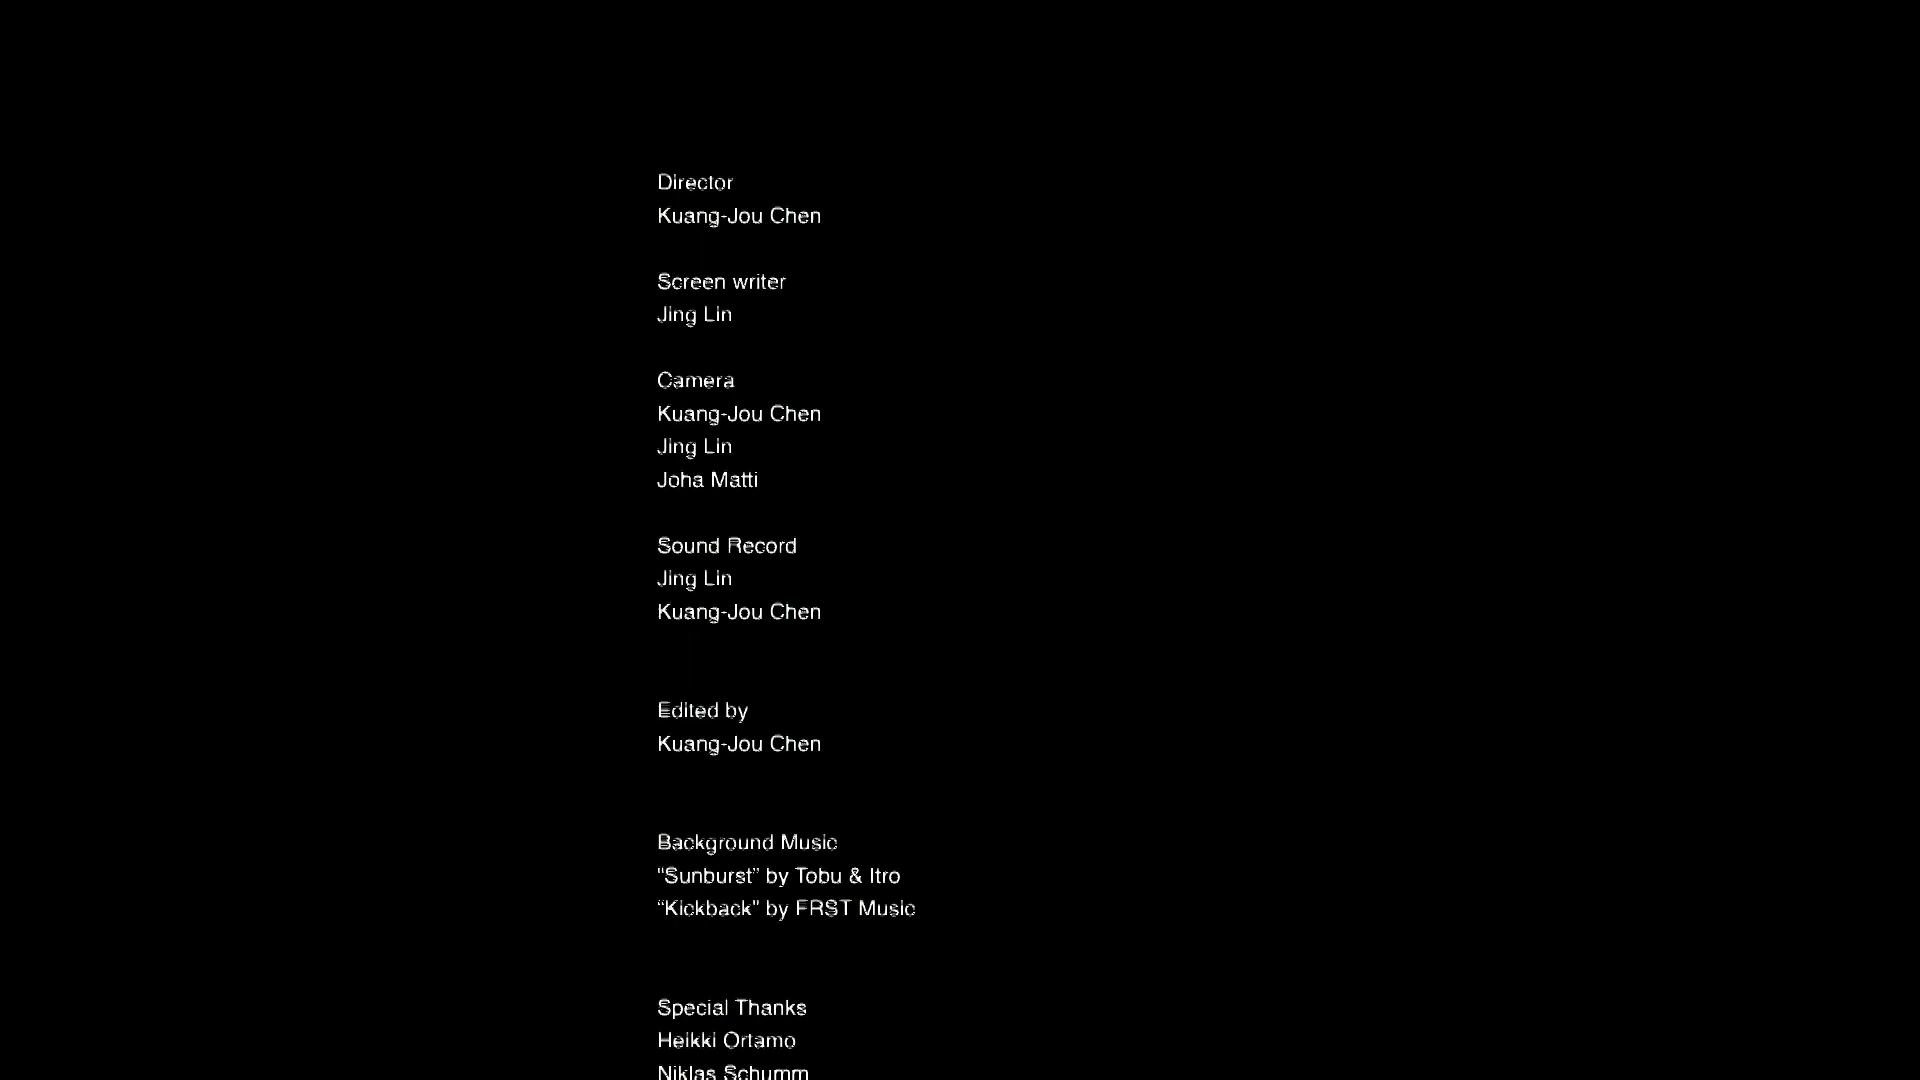 Director
Kuang-Jou Chen
Screen writer
Jing Lin
Camera
Kuang-Jou Chen
Jing Lin
Joha Matti
Sound Record
Jing Lin
Kuang-Jou Chen
Edited by
Kuang-Jou Chen
Background Music
"Sunburst” by Tobu & Itro
“Kickback” by FRST Music
Special Thanks
Heikki Ortamo
Niklas Schumm